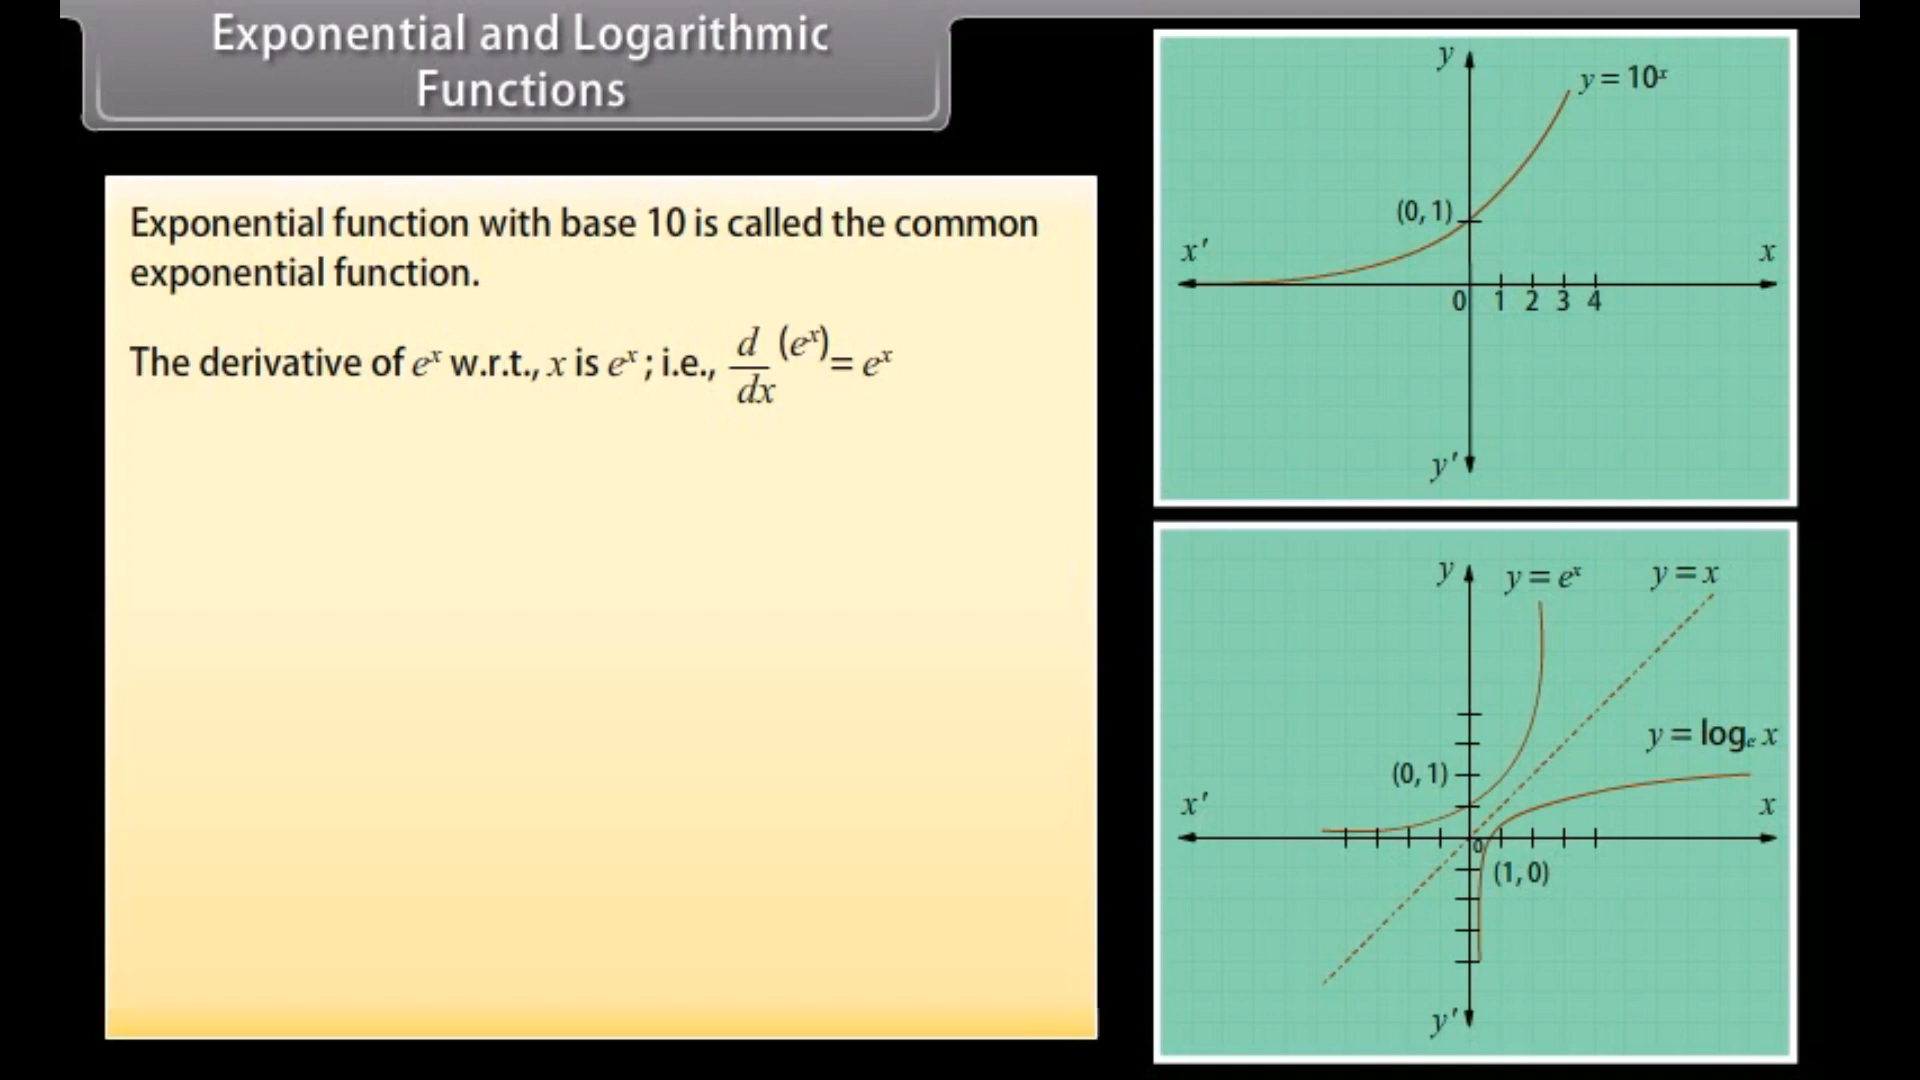 Exponential and Logarithmic
Functions
Exponential function with base 10 is called the common
exponential function.
The derivative of eˣ w.r.t., x is eˣ ; i.e., d/dx (eˣ) = eˣ
y
y = 10ˣ
(0, 1)
x′ x
0 1 2 3 4
y′
y y = eˣ y = x
y = logₑ x
(0, 1)
x′ x
0
(1, 0)
y′